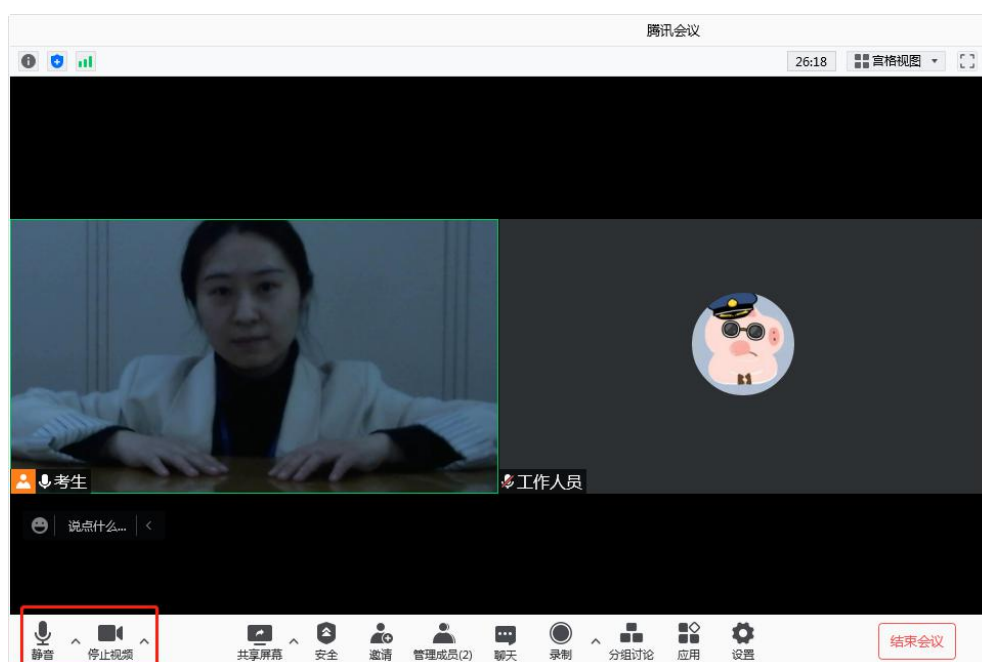 腾讯会议
26:18 宫格视图
考生
工作人员
说点什么...
静音 停止视频 共享屏幕 安全 邀请 管理成员(2) 聊天 录制 分组讨论 应用 设置 结束会议